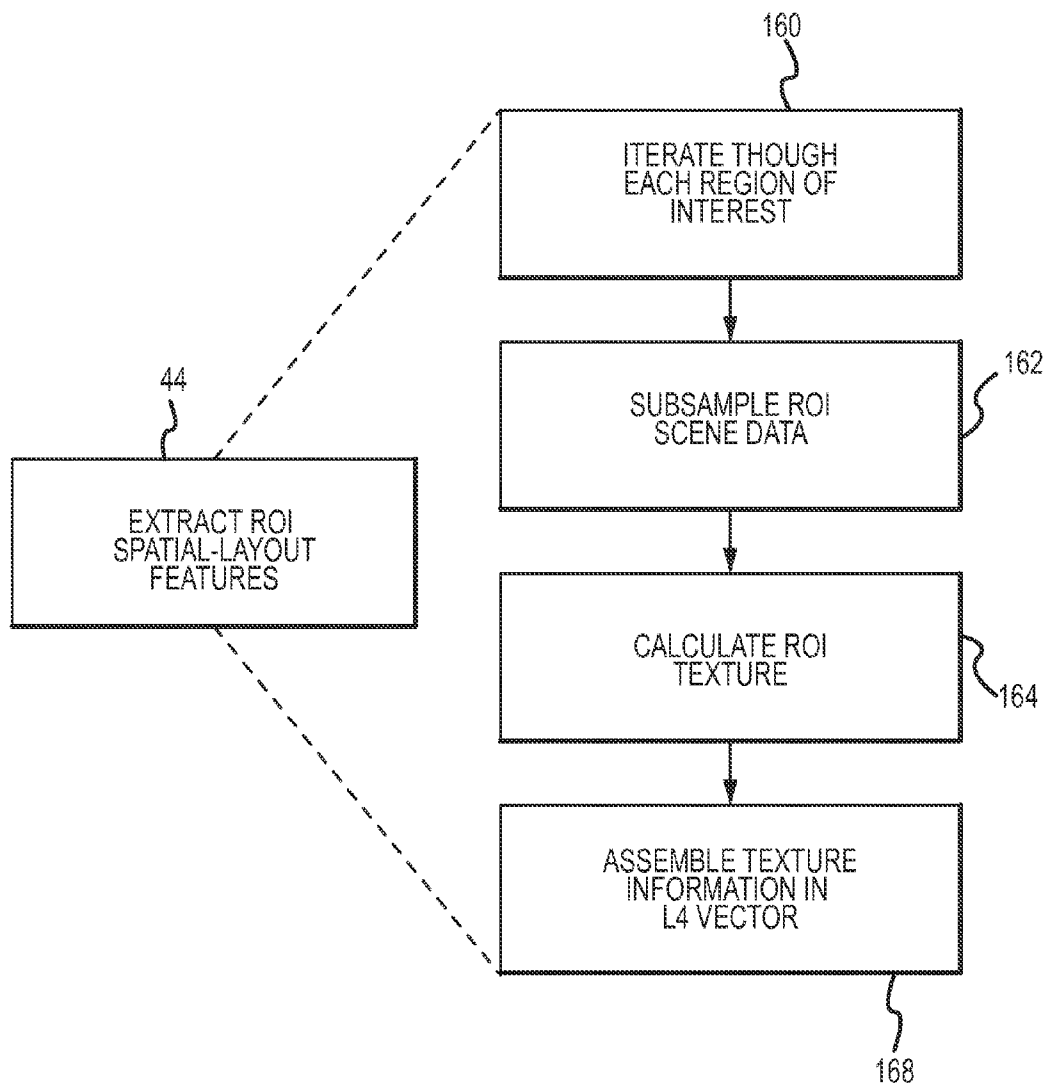 160
ITERATE THOUGH
EACH REGION OF
INTEREST
162
SUBSAMPLE ROI
SCENE DATA
44
EXTRACT ROI
SPATIAL-LAYOUT
FEATURES
CALCULATE ROI
TEXTURE
164
ASSEMBLE TEXTURE
INFORMATION IN
L4 VECTOR
168